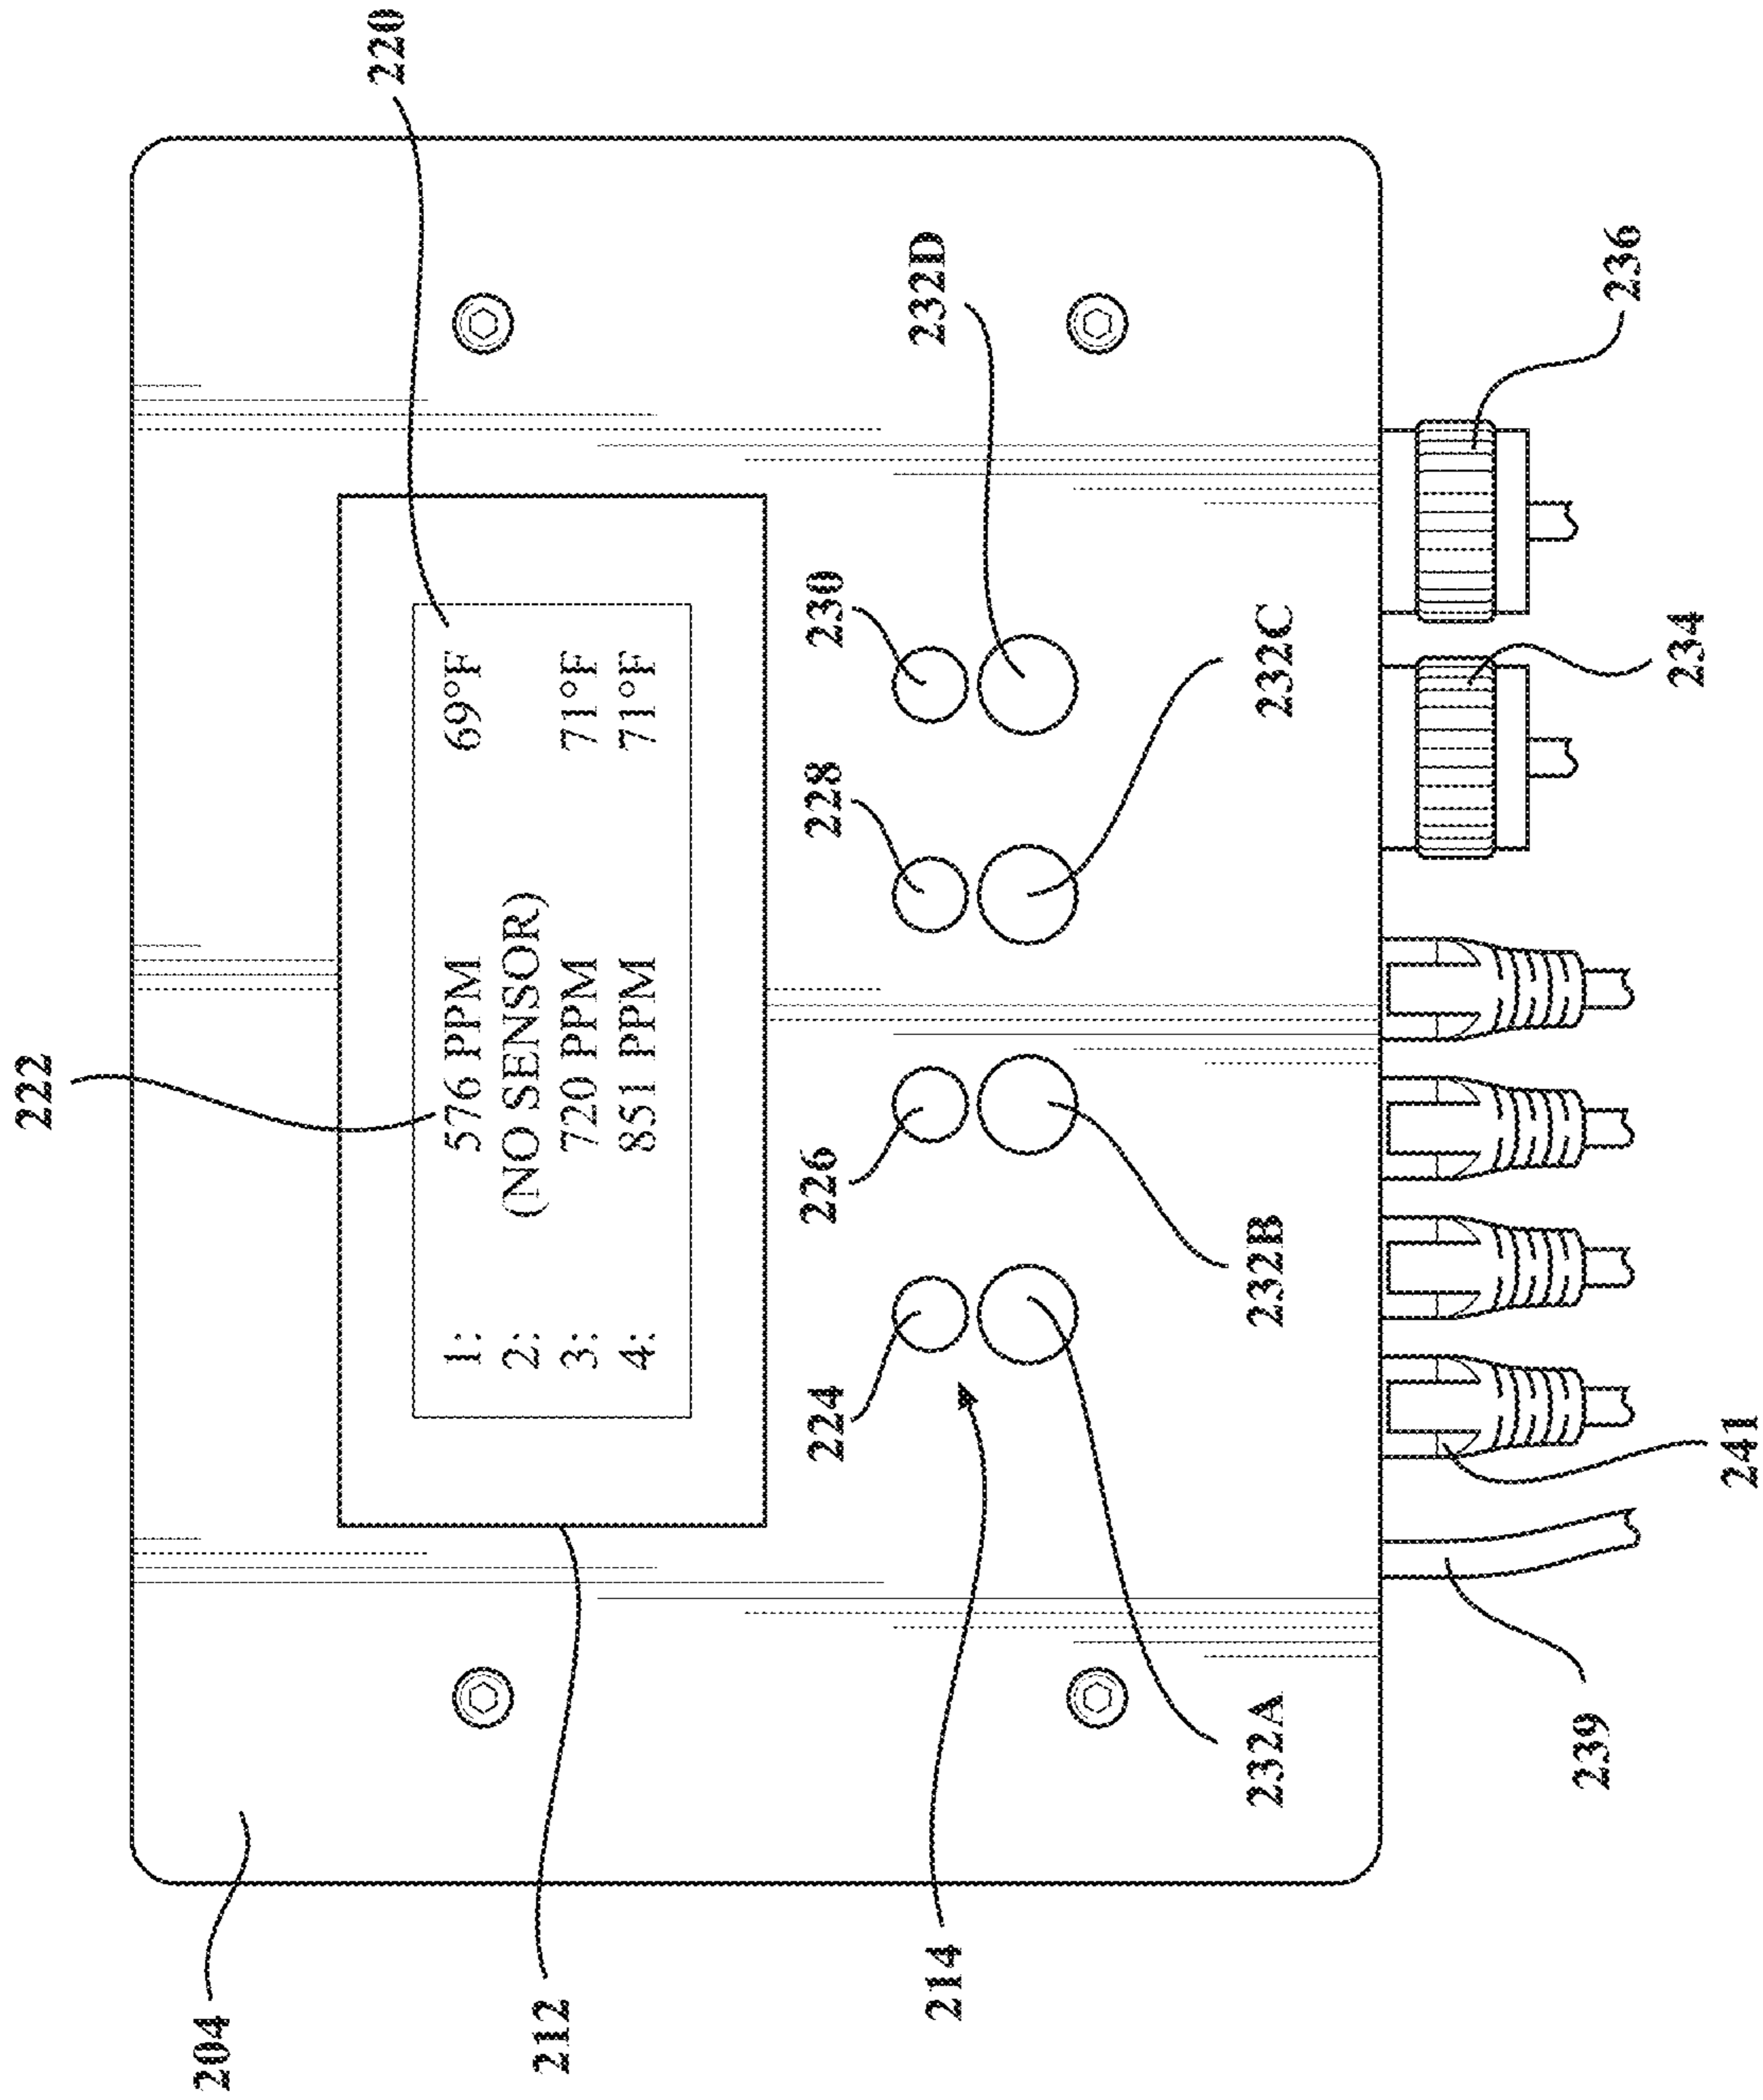 222
220
1: 576 PPM 69°F
2: (NO SENSOR)
3: 720 PPM 71°F
4: 851 PPM 71°F
204
212
224
226
228
230
214
232D
232A
232B
232C
239
241
234
236